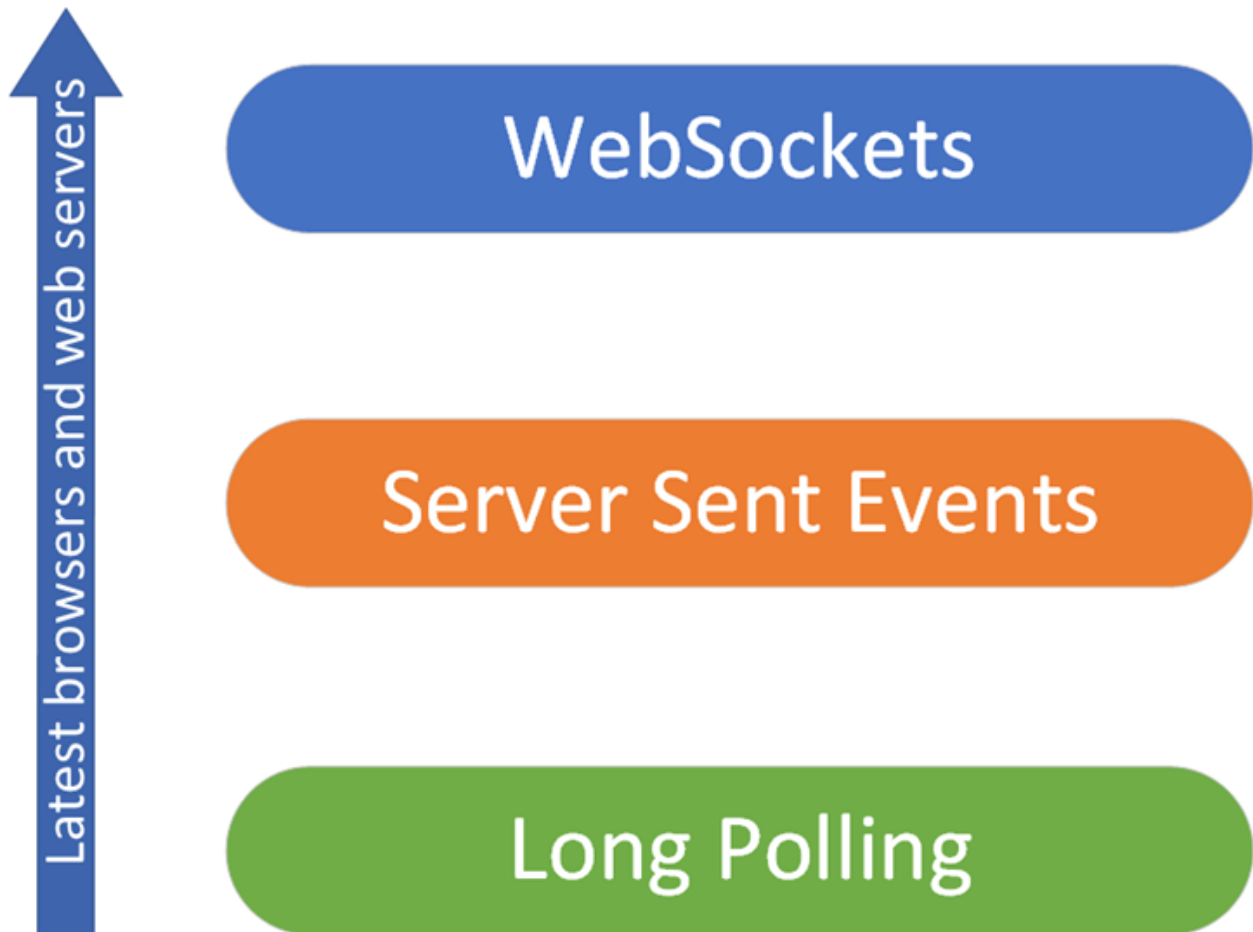 Latest browsers and web servers
WebSockets
Server Sent Events
Long Polling